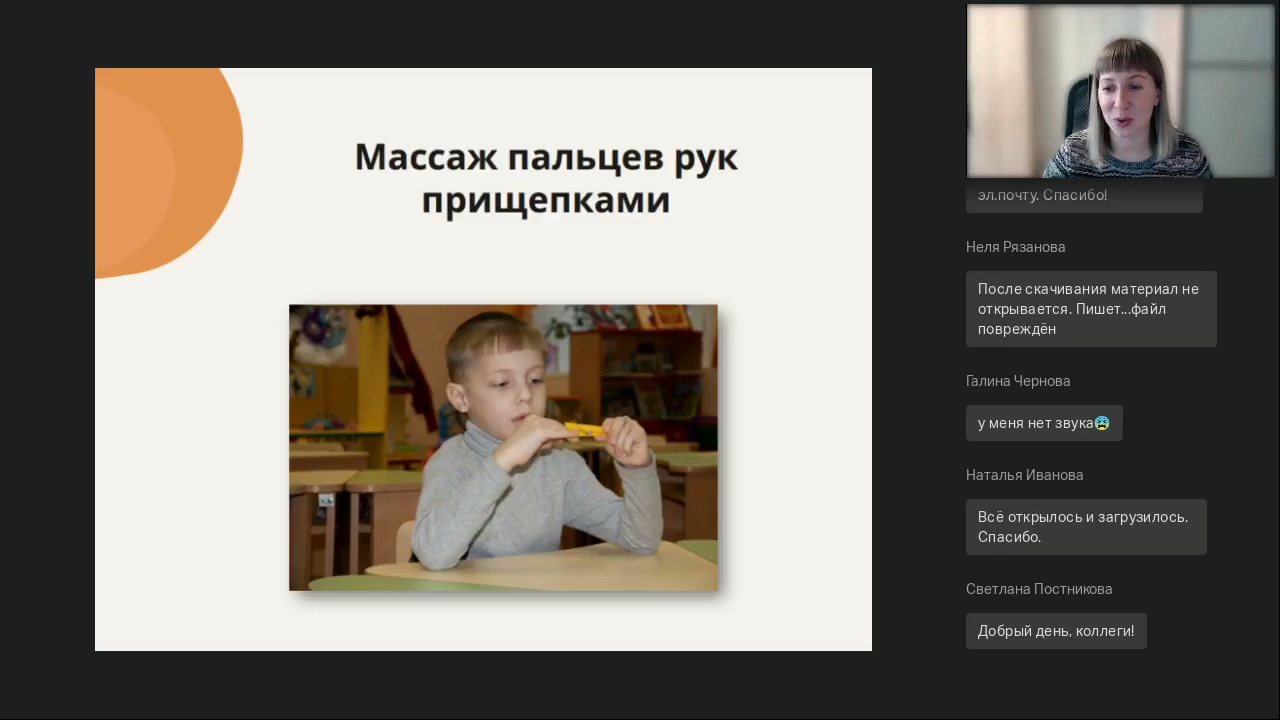 Массаж пальцев рук
прищепками
эл.почту. Спасибо!
Неля Рязанова
После скачивания материал не
открывается. Пишет...файл
повреждён
Галина Чернова
у меня нет звука😫
Наталья Иванова
Всё открылось и загрузилось.
Спасибо.
Светлана Постникова
Добрый день, коллеги!